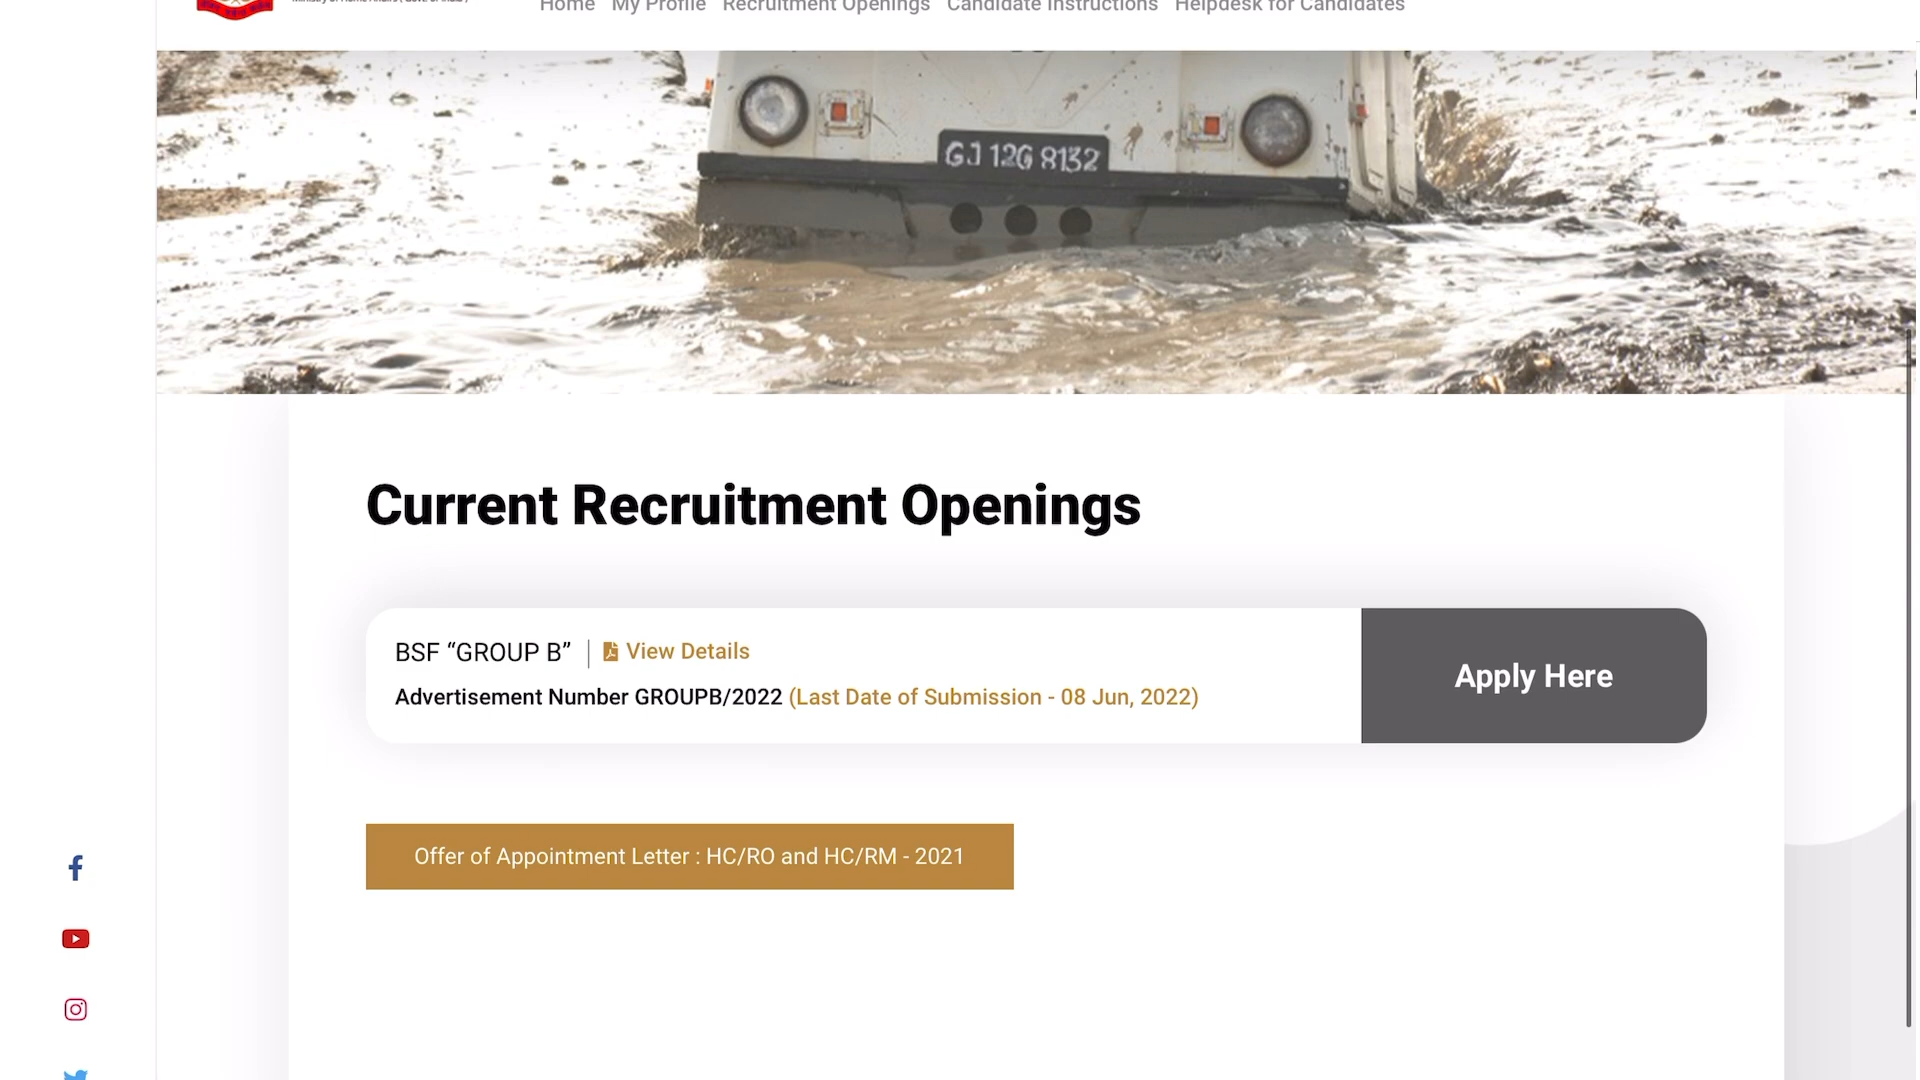 Home My Profile Recruitment Openings Candidate Instructions Helpdesk for Candidates
GJ 12G 8132
Current Recruitment Openings
BSF “GROUP B” | View Details
Advertisement Number GROUPB/2022 (Last Date of Submission - 08 Jun, 2022)
Apply Here
Offer of Appointment Letter : HC/RO and HC/RM - 2021